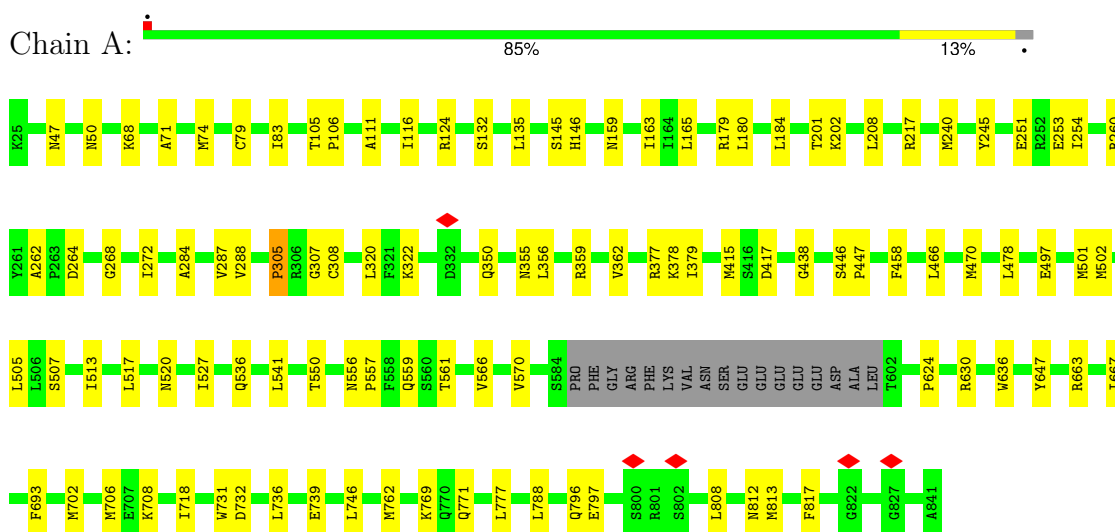 Chain A:
85%
13%
K25 N47 N50 K68 A71 M74 C79 I83 T105 P106 A111 I116 R124 S132 L135 S145 H146 N159 I163 I164 L165 R179 L180 L184 T201 K202 L208 R217 M240 Y245 E251 R252 E253 I254
Y261 A262 P263 D264 G268 I272 A284 V287 V288 P305 R306 G307 C308 L320 F321 K322 D332 Q350 N355 L356 R359 V362 R377 K378 I379 M415 S416 D417 G438 S446 P447 F458 L466 M470 L478 E497 M501 M502
L505 L506 S507 I513 L517 N520 I527 Q536 L541 T550 N556 P557 F558 Q559 S560 T561 V566 V570 S584 PRO PHE GLY ARG PHE LYS VAL ASN SER GLU GLU GLU GLU GLU ASP ALA LEU T602 P624 R630 W636 Y647 R663
F693 M702 M706 E707 K708 I718 W731 D732 L736 E739 L746 M762 K769 Q770 Q771 L777 L788 Q796 E797 S800 R801 S802 L808 N812 M813 F817 G822 G827 A841